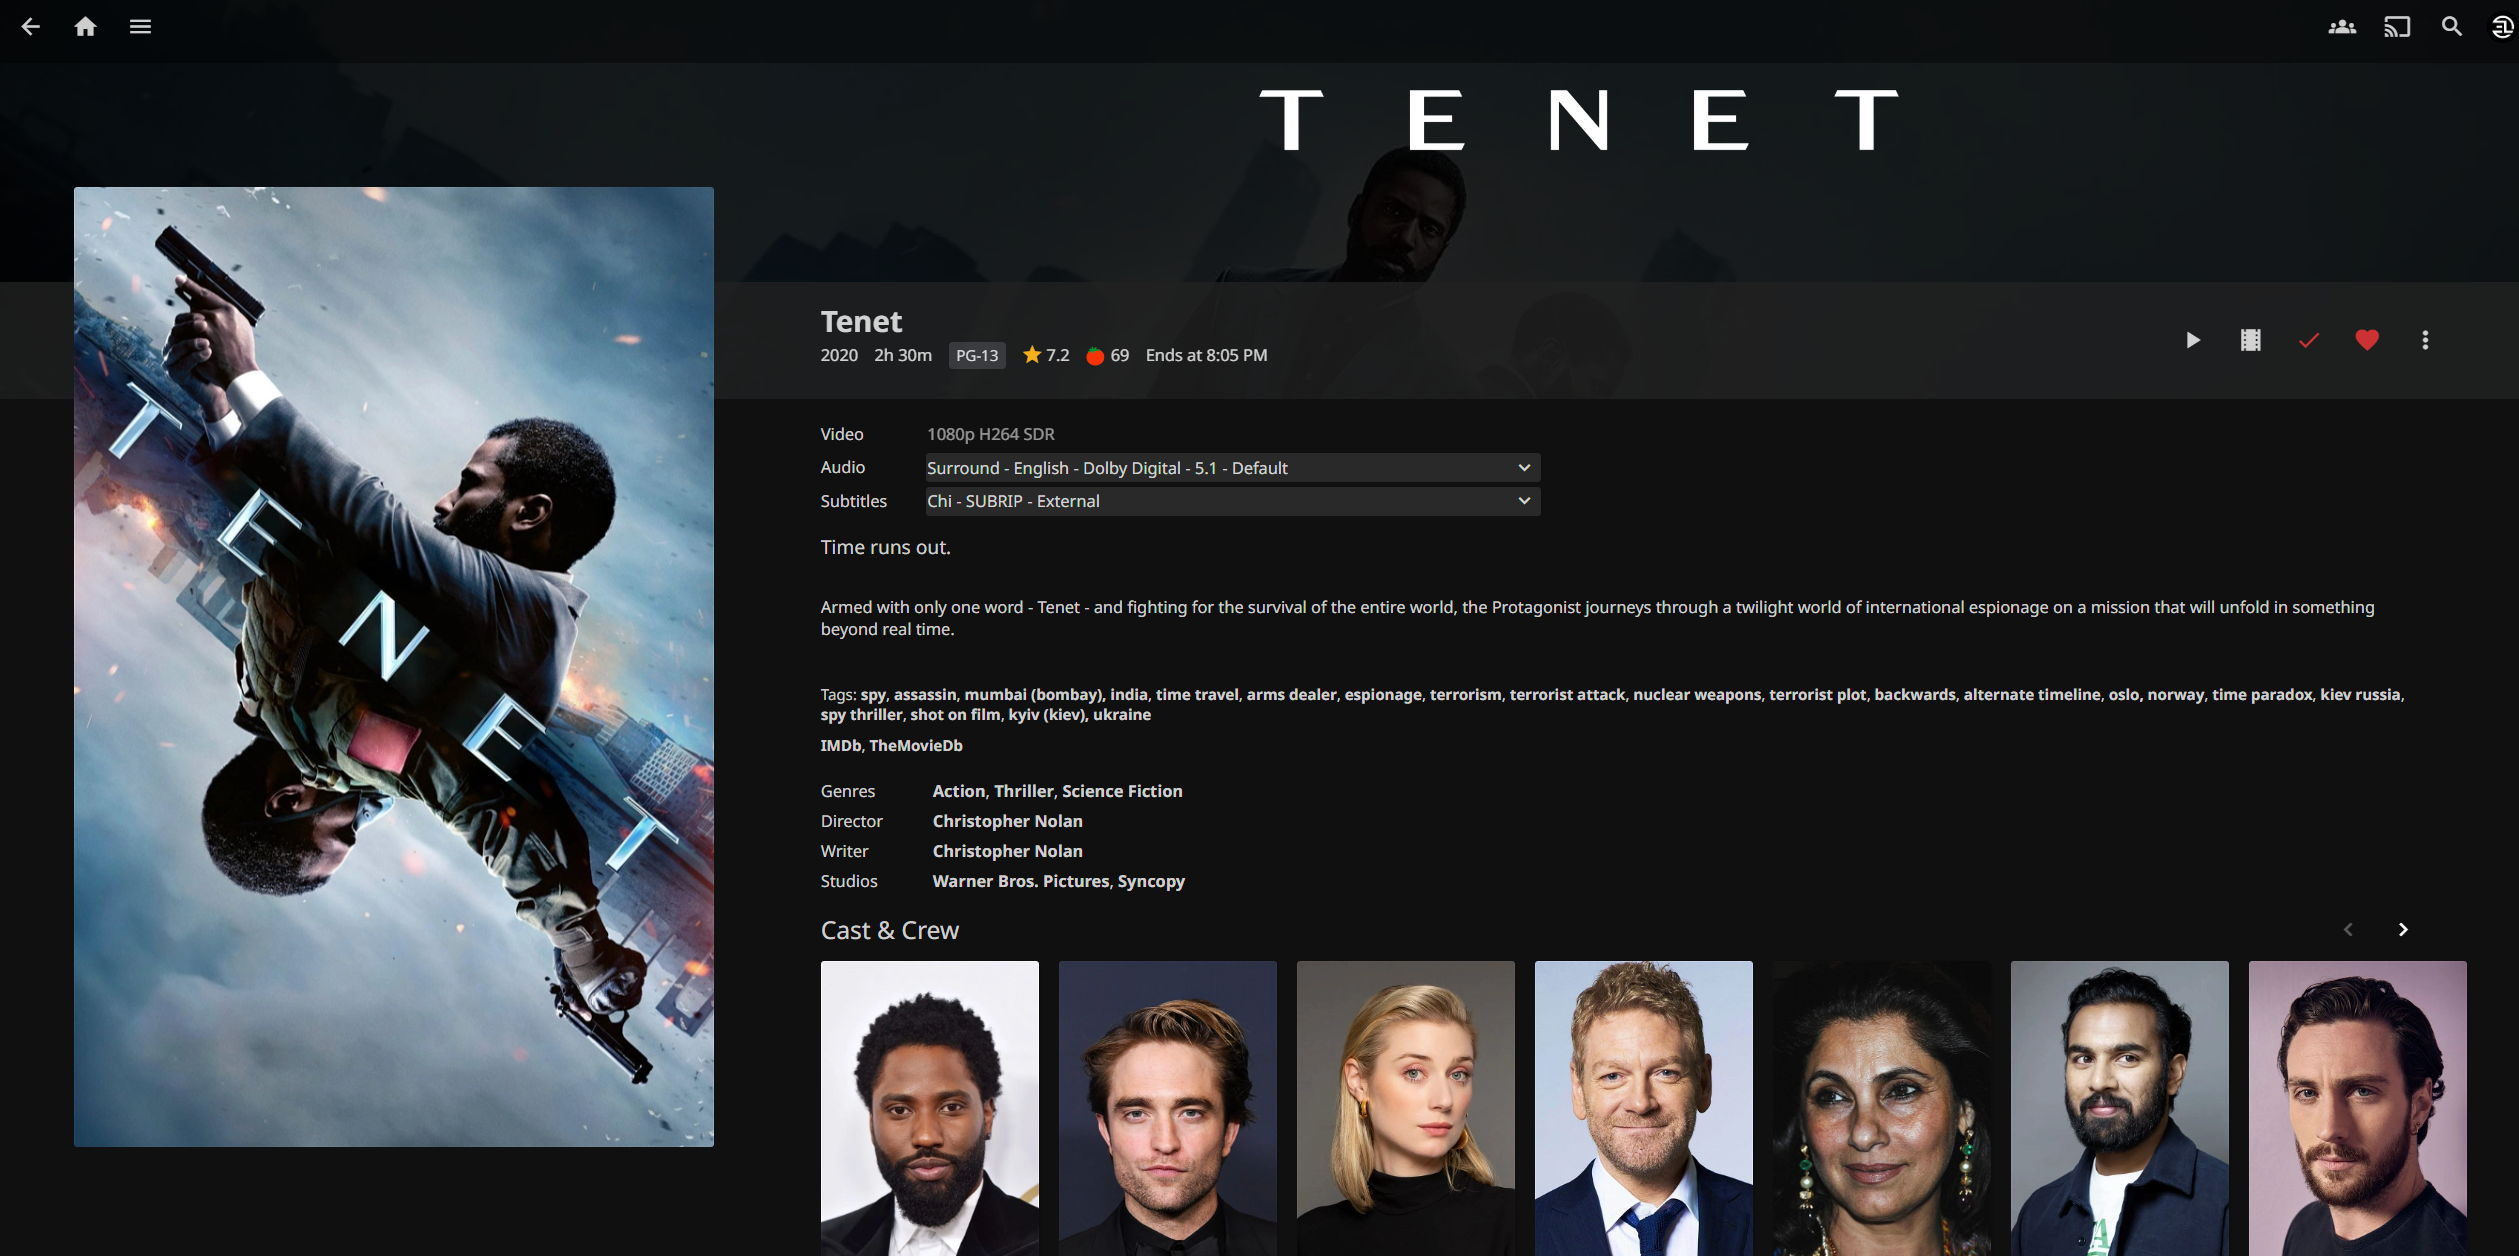 T E N E T
T E N E T
Tenet
2020 2h 30m PG-13 7.2 69 Ends at 8:05 PM
Video 1080p H264 SDR
Audio Surround - English - Dolby Digital - 5.1 - Default
Subtitles Chi - SUBRIP - External
Time runs out.
Armed with only one word - Tenet - and fighting for the survival of the entire world, the Protagonist journeys through a twilight world of international espionage on a mission that will unfold in something
beyond real time.
Tags: spy, assassin, mumbai (bombay), india, time travel, arms dealer, espionage, terrorism, terrorist attack, nuclear weapons, terrorist plot, backwards, alternate timeline, oslo, norway, time paradox, kiev russia,
spy thriller, shot on film, kyiv (kiev), ukraine
IMDb, TheMovieDb
Genres Action, Thriller, Science Fiction
Director Christopher Nolan
Writer Christopher Nolan
Studios Warner Bros. Pictures, Syncopy
Cast & Crew